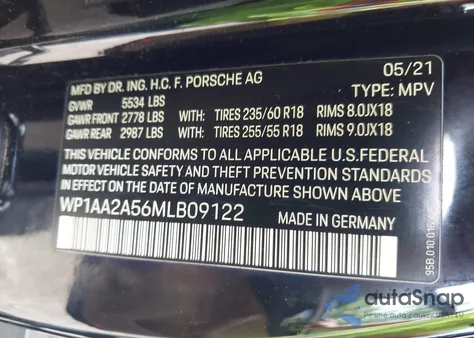 MFD. BY DR. ING. H.C. F. PORSCHE AG 05/21
GVWR 5534 LBS TYPE: MPV
GAWR FRONT 2778 LBS WITH: TIRES 235/60 R18 RIMS 8.0JX18
GAWR REAR 2987 LBS WITH: TIRES 255/55 R18 RIMS 9.0JX18
THIS VEHICLE CONFORMS TO ALL APPLICABLE U.S.FEDERAL
MOTOR VEHICLE SAFETY AND THEFT PREVENTION STANDARDS
IN EFFECT ON THE DATE OF MANUFACTURE SHOWN ABOVE.
WP1AA2A56MLB09122 MADE IN GERMANY
autoSnap
Pewne auto z aukcji